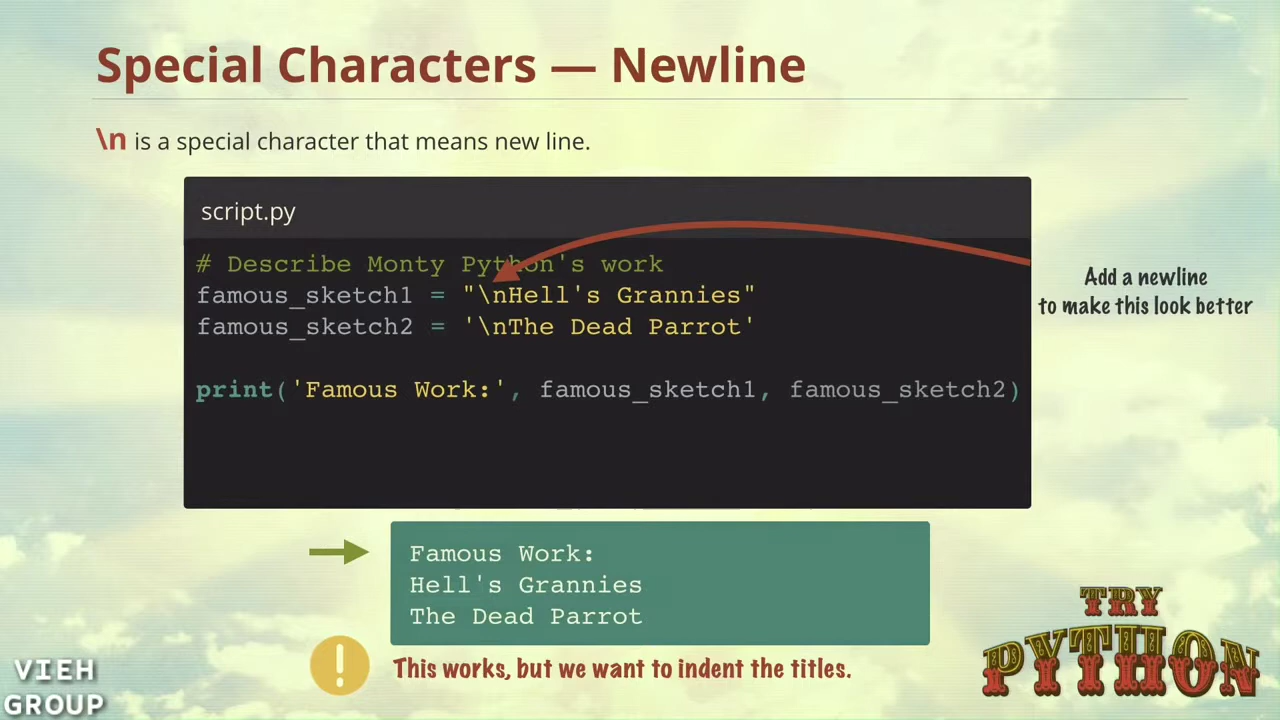 Special Characters — Newline
\n is a special character that means new line.
script.py
# Describe Monty Python's work
famous_sketch1 = "\nHell's Grannies"
famous_sketch2 = '\nThe Dead Parrot'
print('Famous Work:', famous_sketch1, famous_sketch2)
Add a newline
to make this look better
Famous Work:
Hell's Grannies
The Dead Parrot
!
This works, but we want to indent the titles.
TRY
PYTHON
VIEH
GROUP